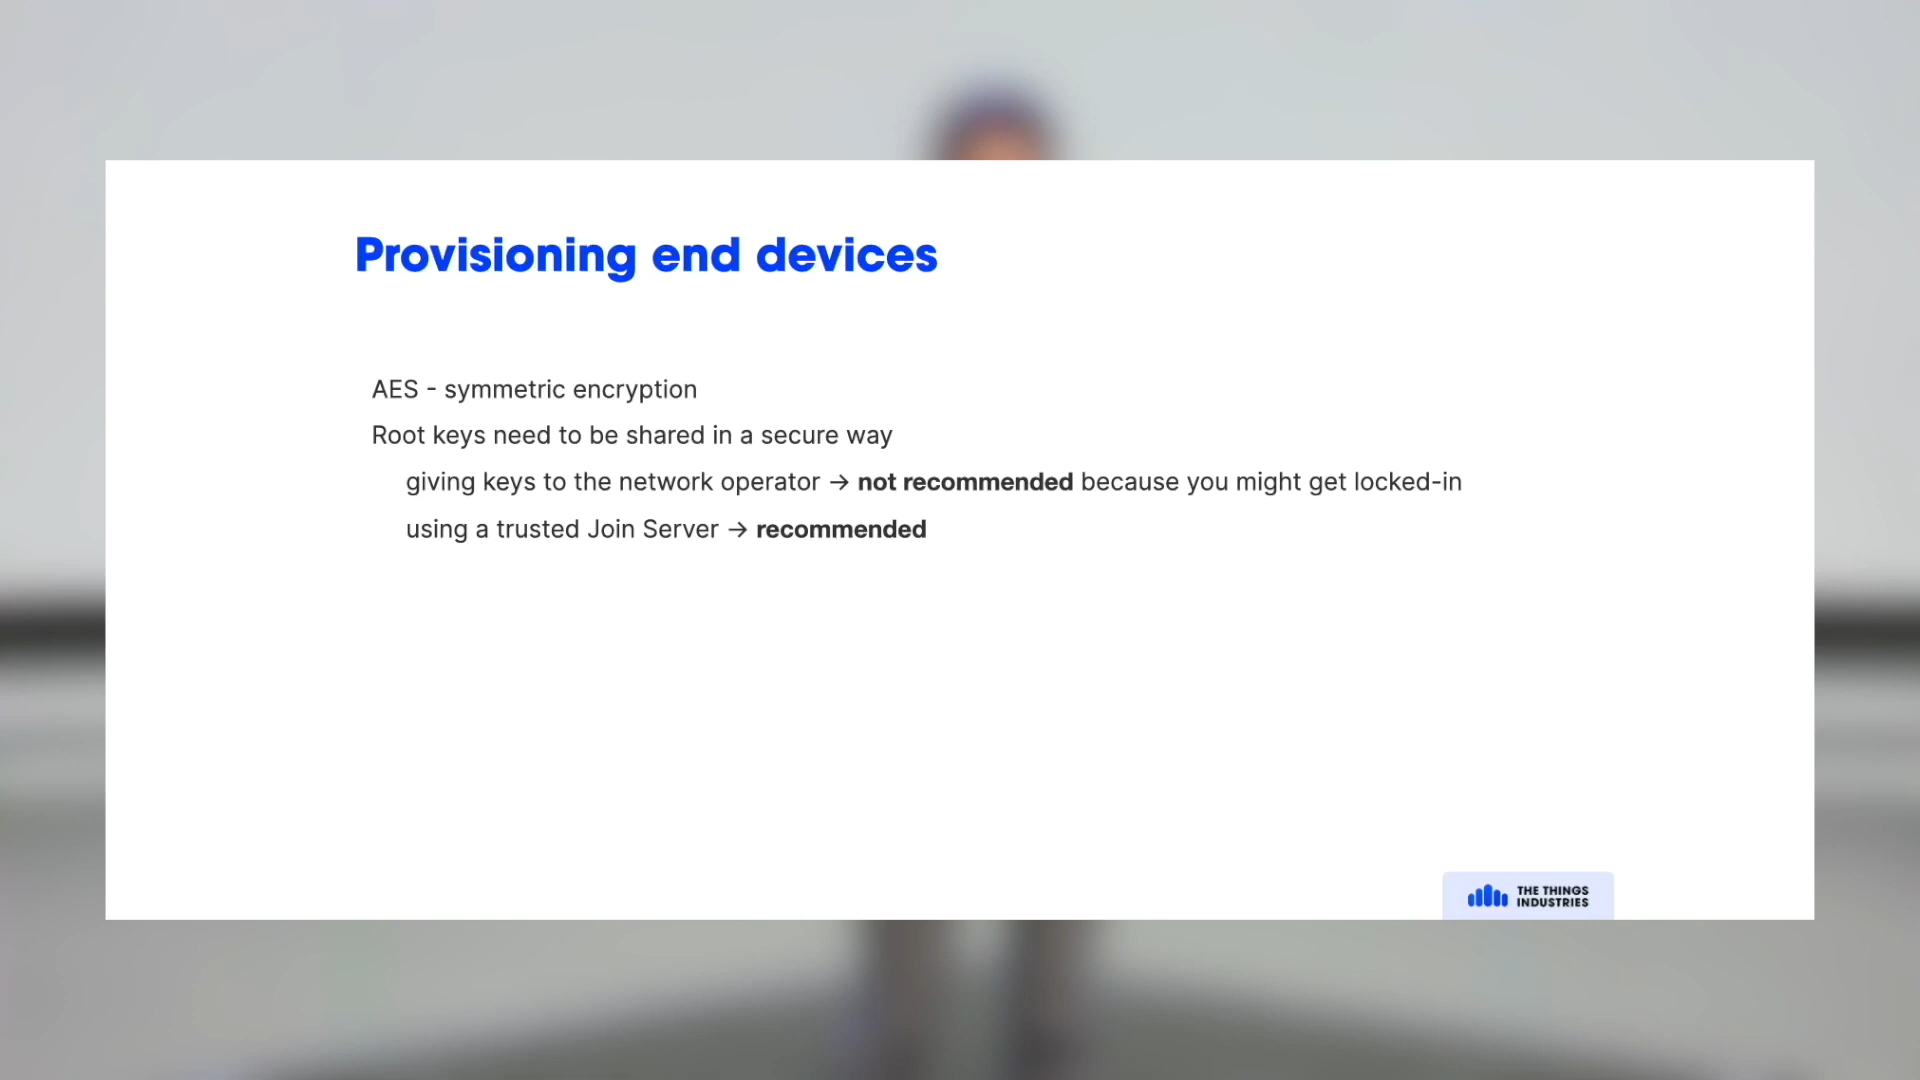 Provisioning end devices
AES - symmetric encryption
Root keys need to be shared in a secure way
giving keys to the network operator → not recommended because you might get locked-in
using a trusted Join Server → recommended
THE THINGS
INDUSTRIES